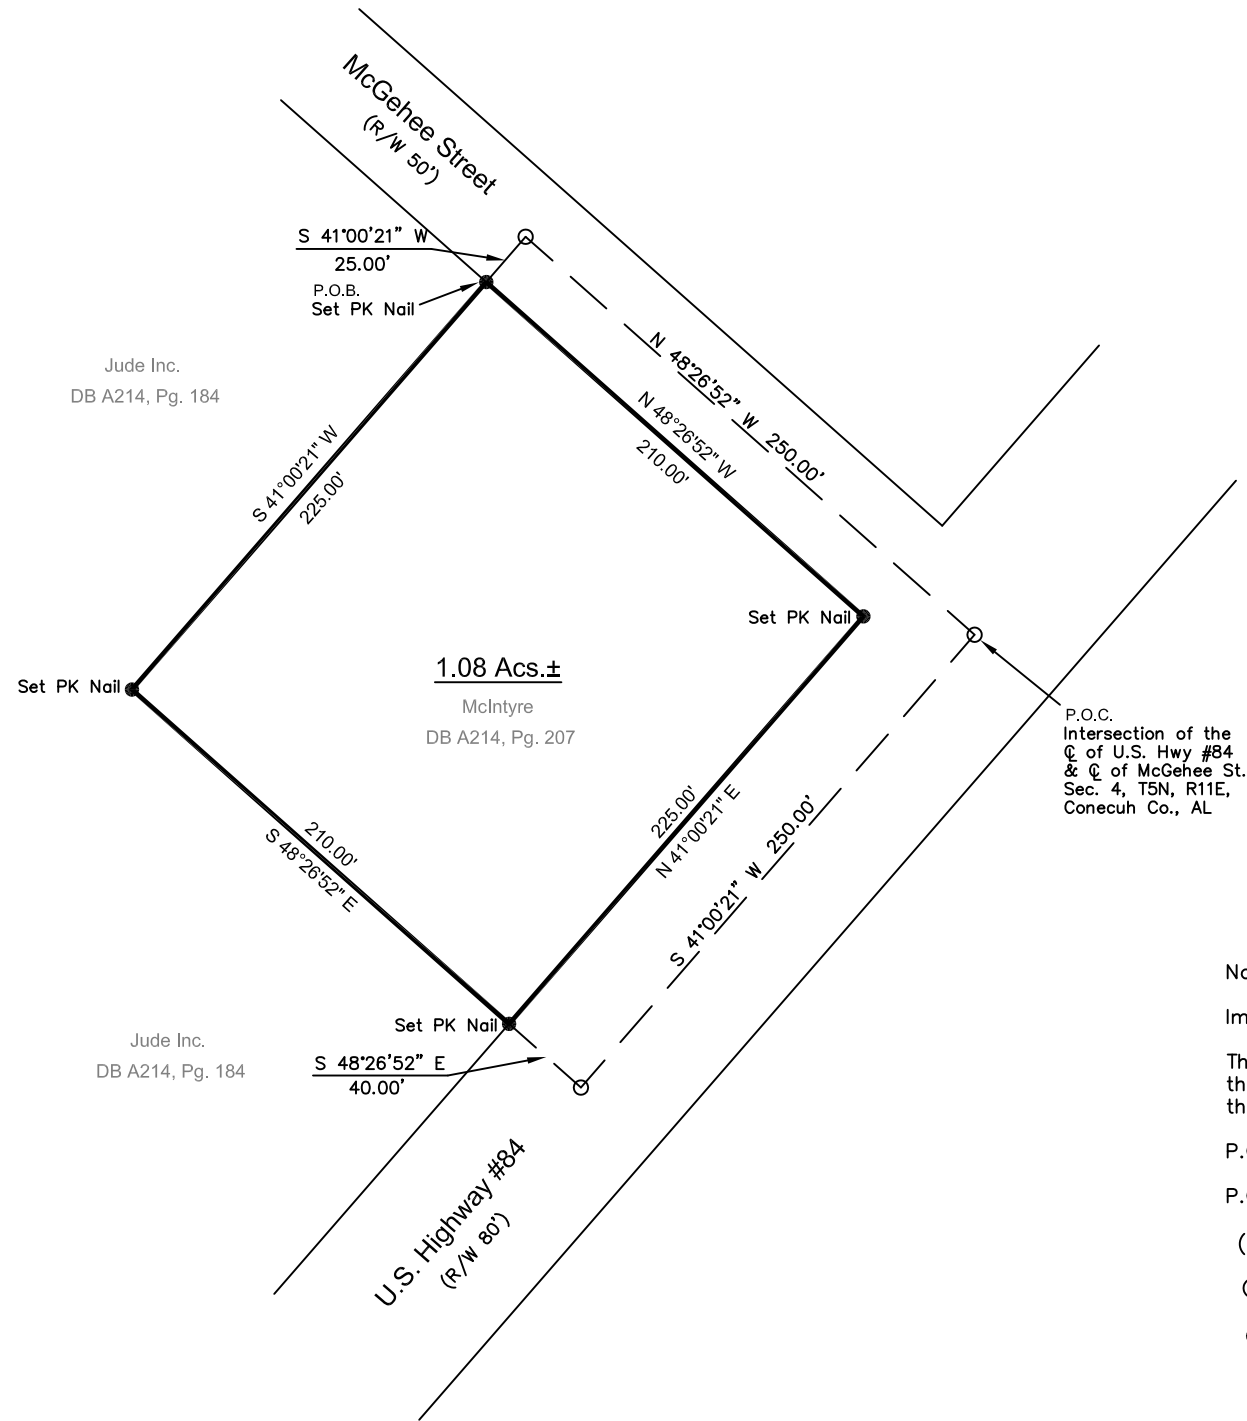 McGehee Street
(R/W 50')
S 41°00'21" W
25.00'
P.O.B.
Set PK Nail
Jude Inc.
DB A214, Pg. 184
N 48°26'52" W 250.00'
N 48°26'52" W
210.00'
S 41°00'21" W
225.00'
Set PK Nail
Set PK Nail
1.08 Acs.±
McIntyre
DB A214, Pg. 207
P.O.C.
Intersection of the
℄ of U.S. Hwy #84
& ℄ of McGehee St.
Sec. 4, T5N, R11E,
Conecuh Co., AL
225.00'
N 41°00'21" E
S 41°00'21" W 250.00'
210.00'
S 48°26'52" E
Set PK Nail
Jude Inc.
DB A214, Pg. 184
S 48°26'52" E
40.00'
U.S. Highway #84
(R/W 80')